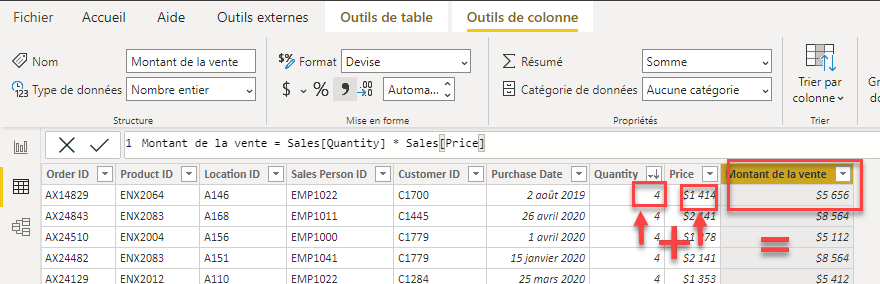 Fichier Accueil Aide Outils externes Outils de table Outils de colonne
Nom Montant de la vente $% Format Devise Σ Résumé Somme
123 Type de données Nombre entier $ % 9 .00 Automa... Catégorie de données Aucune catégorie Trier par colonne G do
Structure Mise en forme Propriétés Trier
1 Montant de la vente = Sales[Quantity] * Sales[Price]
Order ID Product ID Location ID Sales Person ID Customer ID Purchase Date Quantity Price Montant de la vente
AX14829 ENX2064 A146 EMP1022 C1700 2 août 2019 4 $1 414 $5 656
AX24843 ENX2083 A168 EMP1011 C1445 26 avril 2020 4 $2 141 $8 564
AX24510 ENX2004 A156 EMP1000 C1779 1 avril 2020 4 $1 278 $5 112
AX24482 ENX2083 A151 EMP1041 C1779 15 janvier 2020 4 $2 141 $8 564
AX24129 ENX2012 A110 EMP1022 C1284 25 mars 2020 4 $1 353 $5 412
+ =